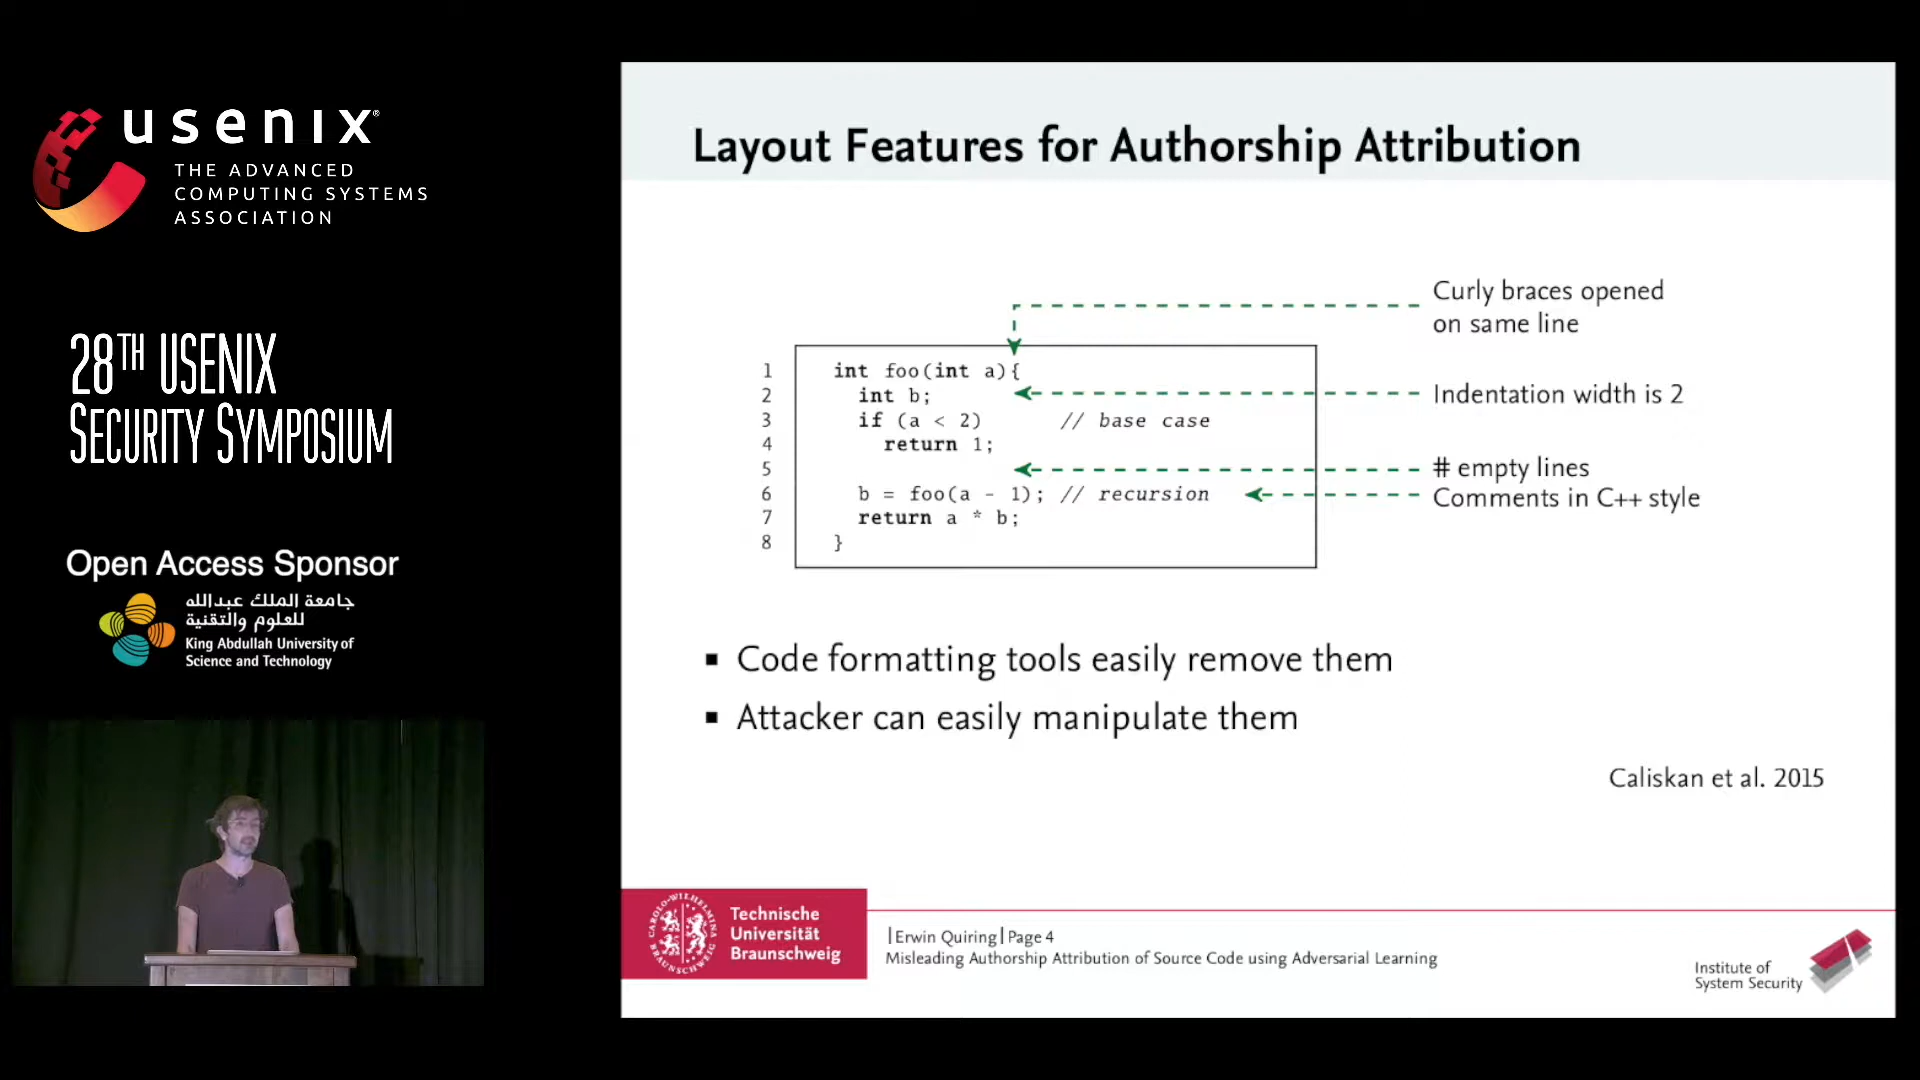 usenix®
THE ADVANCED
COMPUTING SYSTEMS
ASSOCIATION
28TH USENIX
SECURITY SYMPOSIUM
Open Access Sponsor
جامعة الملك عبدالله
للعلوم والتقنية
King Abdullah University of
Science and Technology
Layout Features for Authorship Attribution
Curly braces opened
on same line
1 int foo(int a){
2 int b;
Indentation width is 2
3 if (a < 2) // base case
4 return 1;
5
# empty lines
6 b = foo(a - 1); // recursion
Comments in C++ style
7 return a * b;
8 }
▪ Code formatting tools easily remove them
▪ Attacker can easily manipulate them
Caliskan et al. 2015
CAROLO-WILHELMINA
BRAUNSCHWEIG
Technische
Universität
Braunschweig
| Erwin Quiring | Page 4
Misleading Authorship Attribution of Source Code using Adversarial Learning
Institute of
System Security